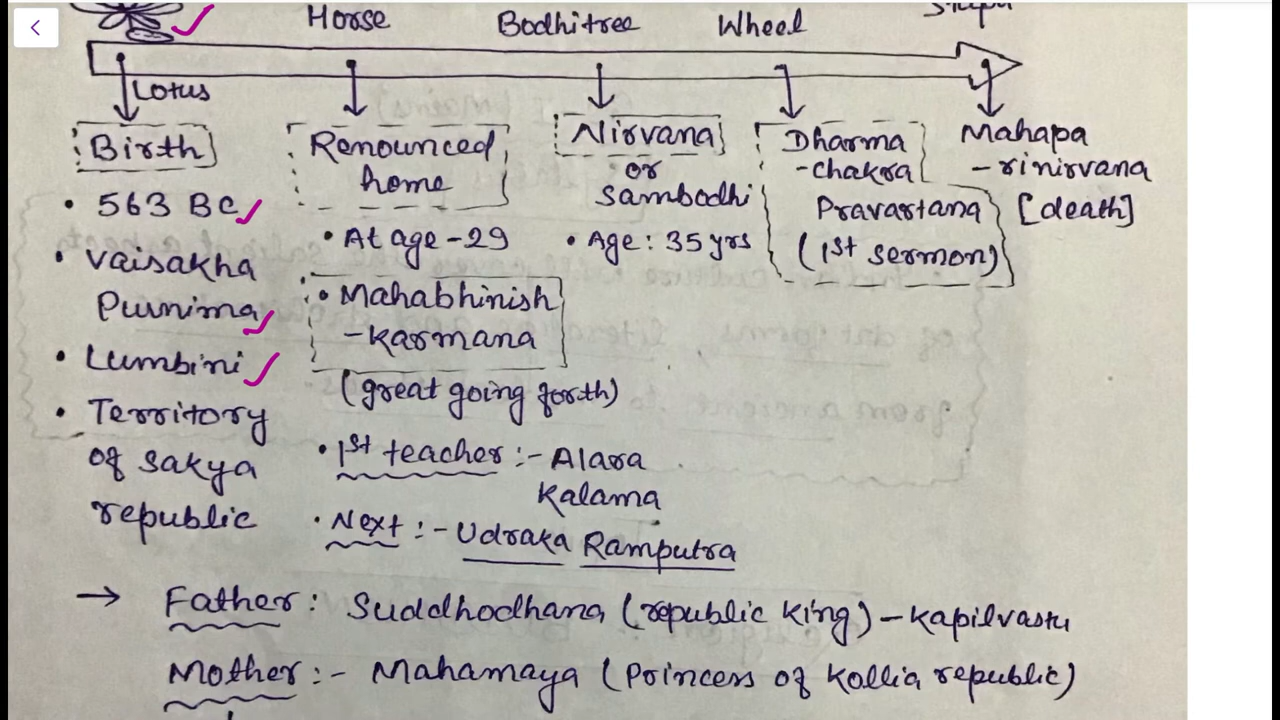 Horse Bodhitree Wheel Stupa
Lotus
Birth
• 563 BC
• Vaisakha
Purnima
• Lumbini
• Territory
of sakya
republic
Renounced
home
• At age - 29
• Mahabhinish
-karmana
(great going forth)
• 1st teacher :- Alara
Kalama
• Next :- Udraka Ramputra
Nirvana
or
Sambodhi
• Age : 35 yrs
Dharma
-chakra
Pravartana
(1st sermon)
Mahapa
-rinirvana
[death]
→ Father : Suddhodhana (republic king) - Kapilvastu
Mother :- Mahamaya (Princess of Kollia republic)